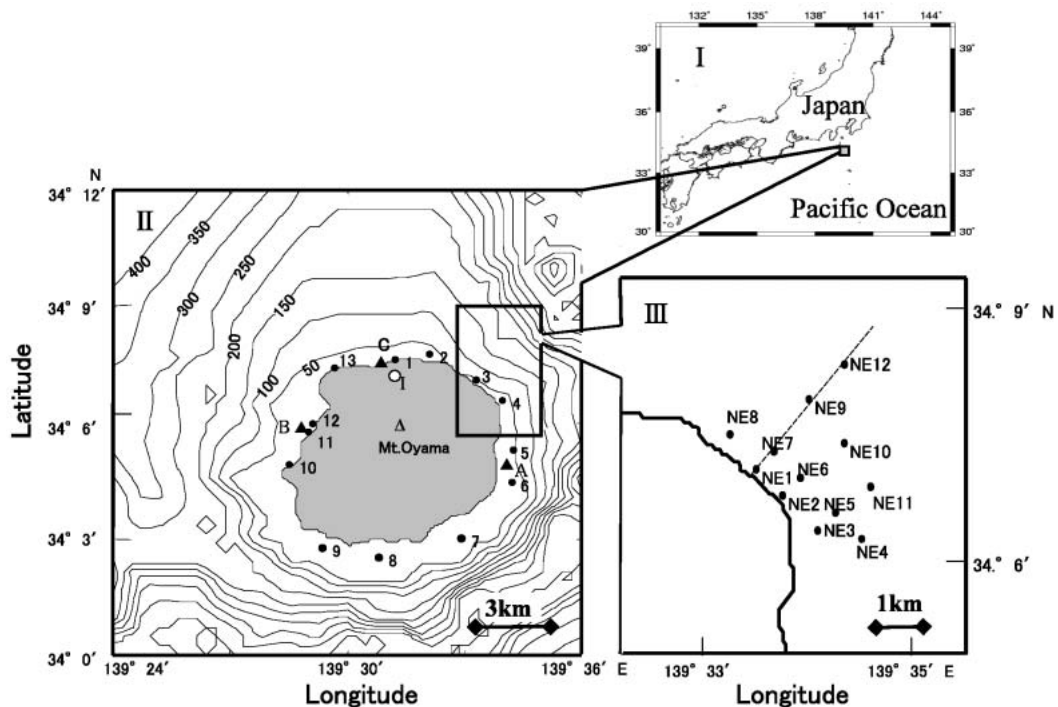 132° 135° 138° 141° 144°
39° 39°
36° 36°
33° 33°
30° 30°
I
Japan
Pacific Ocean
N
34° 12′
34° 9′
34° 6′
34° 3′
34° 0′
Latitude
II
400
350
300
250
200
150
100
50
C
13 1 2
I
3
4
12
B
11
10
Δ
Mt.Oyama
5
A
6
7
8
9
3km
139° 24′ 139° 30′ 139° 36′
E
Longitude
III
34.° 9′ N
NE12
NE9
NE8
NE7
NE10
NE1
NE6
NE2
NE11
NE5
NE3
NE4
34.° 6′
1km
139° 33′ 139° 35′ E
Longitude